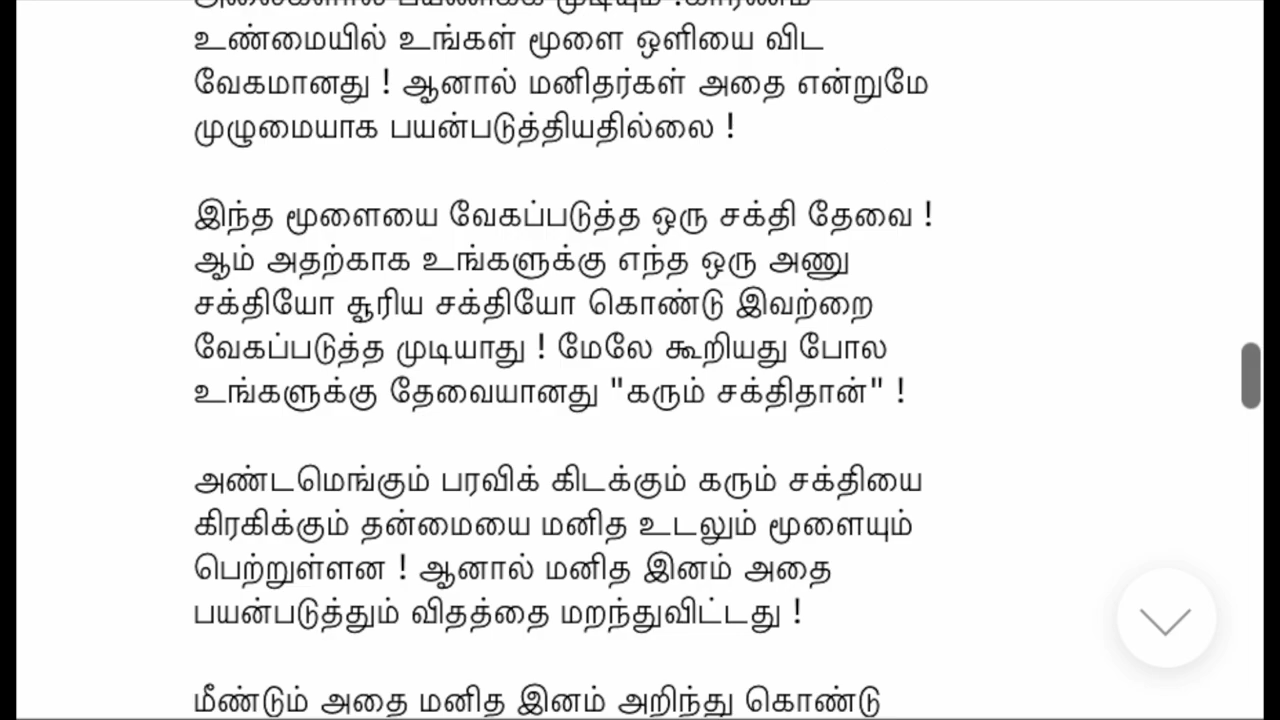 உண்மையில் உங்கள் மூளை ஒளியை விட
வேகமானது ! ஆனால் மனிதர்கள் அதை என்றுமே
முழுமையாக பயன்படுத்தியதில்லை !
இந்த மூளையை வேகப்படுத்த ஒரு சக்தி தேவை !
ஆம் அதற்காக உங்களுக்கு எந்த ஒரு அணு
சக்தியோ சூரிய சக்தியோ கொண்டு இவற்றை
வேகப்படுத்த முடியாது ! மேலே கூறியது போல
உங்களுக்கு தேவையானது "கரும் சக்திதான்" !
அண்டமெங்கும் பரவிக் கிடக்கும் கரும் சக்தியை
கிரகிக்கும் தன்மையை மனித உடலும் மூளையும்
பெற்றுள்ளன ! ஆனால் மனித இனம் அதை
பயன்படுத்தும் விதத்தை மறந்துவிட்டது !
மீண்டும் அதை மனித இனம் அறிந்து கொண்டு